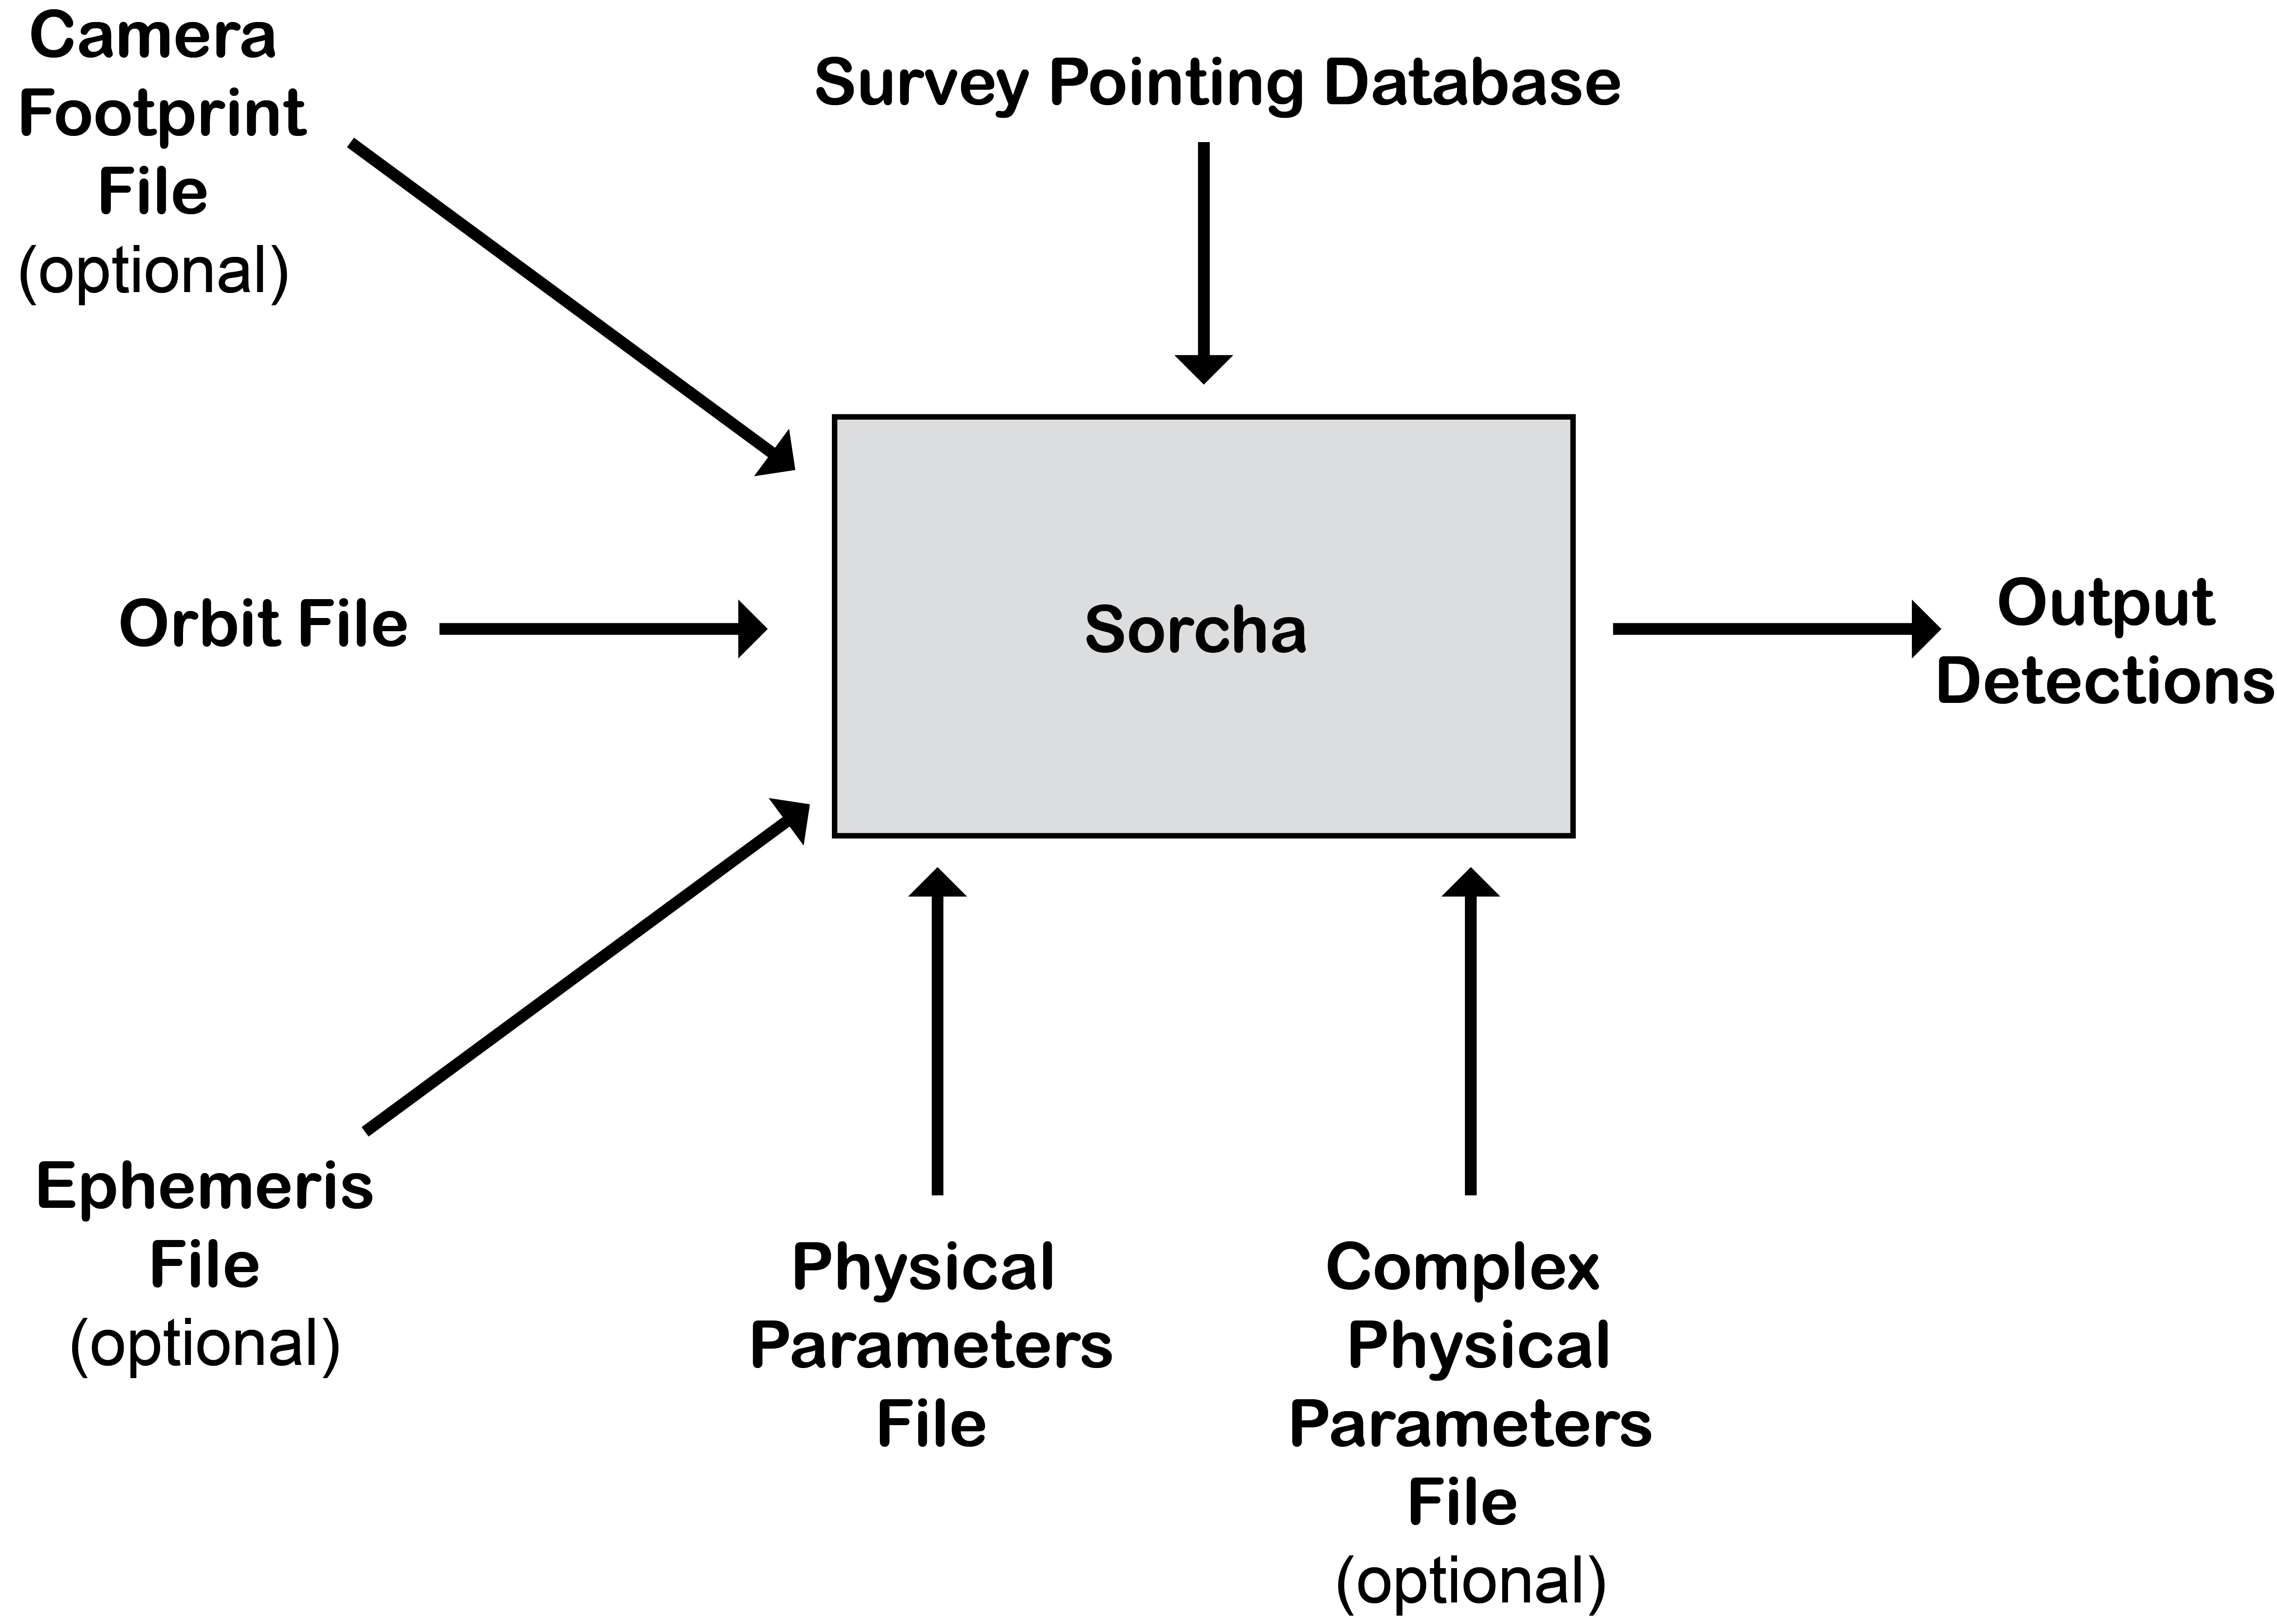 Camera
Footprint
File
(optional)
Survey Pointing Database
Orbit File
Sorcha
Output
Detections
Ephemeris
File
(optional)
Physical
Parameters
File
Complex
Physical
Parameters
File
(optional)